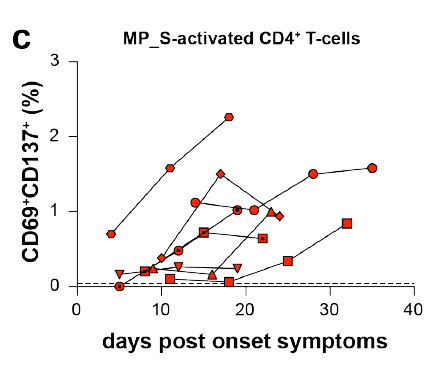 c
MP_S-activated CD4⁺ T-cells
CD69⁺CD137⁺ (%)
3
2
1
0
0 10 20 30 40
days post onset symptoms